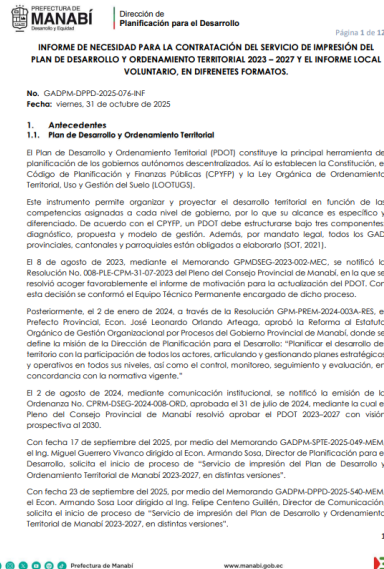 PREFECTURA DE
MANABÍ
Desarrollo y Equidad
Dirección de
Planificación para el Desarrollo
Página 1 de 12
INFORME DE NECESIDAD PARA LA CONTRATACIÓN DEL SERVICIO DE IMPRESIÓN DEL
PLAN DE DESARROLLO Y ORDENAMIENTO TERRITORIAL 2023 – 2027 Y EL INFORME LOCAL
VOLUNTARIO, EN DIFRENETES FORMATOS.
No. GADPM-DPPD-2025-076-INF
Fecha: viernes, 31 de octubre de 2025
1. Antecedentes
1.1. Plan de Desarrollo y Ordenamiento Territorial
El Plan de Desarrollo y Ordenamiento Territorial (PDOT) constituye la principal herramienta de
planificación de los gobiernos autónomos descentralizados. Así lo establecen la Constitución, e
Código de Planificación y Finanzas Públicas (CPYFP) y la Ley Orgánica de Ordenamiento
Territorial, Uso y Gestión del Suelo (LOOTUGS).
Este instrumento permite organizar y proyectar el desarrollo territorial en función de las
competencias asignadas a cada nivel de gobierno, por lo que su alcance es específico y
diferenciado. De acuerdo con el CPYFP, un PDOT debe estructurarse bajo tres componentes:
diagnóstico, propuesta y modelo de gestión. Además, por mandato legal, todos los GAD
provinciales, cantonales y parroquiales están obligados a elaborarlo (SOT, 2021).
El 8 de agosto de 2023, mediante el Memorando GPMDSEG-2023-002-MEC, se notificó la
Resolución No. 008-PLE-CPM-31-07-2023 del Pleno del Consejo Provincial de Manabí, en la que se
resolvió acoger favorablemente el informe de motivación para la actualización del PDOT. Con
esta decisión se conformó el Equipo Técnico Permanente encargado de dicho proceso.
Posteriormente, el 2 de enero de 2024, a través de la Resolución GPM-PREM-2024-003A-RES, e
Prefecto Provincial, Econ. José Leonardo Orlando Arteaga, aprobó la Reforma al Estatuto
Orgánico de Gestión Organizacional por Procesos del Gobierno Provincial de Manabí, donde se
define la misión de la Dirección de Planificación para el Desarrollo: "Planificar el desarrollo de
territorio con la participación de todos los actores, articulando y gestionando planes estratégicos
y operativos en todos sus niveles, así como el control, monitoreo, seguimiento y evaluación, en
concordancia con la normativa vigente."
El 2 de agosto de 2024, mediante comunicación institucional, se notificó la emisión de la
Ordenanza No. CPRM-DSEG-2024-008-ORD, aprobada el 31 de julio de 2024, mediante la cual e
Pleno del Consejo Provincial de Manabí resolvió aprobar el PDOT 2023–2027 con visión
prospectiva al 2030.
Con fecha 17 de septiembre del 2025, por medio del Memorando GADPM-SPTE-2025-049-MEM
el Ing. Miguel Guerrero Vivanco dirigido al Econ. Armando Sosa, Director de Planificación para e
Desarrollo, solicita el inicio de proceso de "Servicio de impresión del Plan de Desarrollo y
Ordenamiento Territorial de Manabí 2023-2027, en distintas versiones".
Con fecha 23 de septiembre del 2025, por medio del Memorando GADPM-DPPD-2025-540-MEM
el Econ. Armando Sosa Loor dirigido al Ing. Felipe Centeno Guillén, Director de Comunicación
solicita el inicio de proceso de "Servicio de impresión del Plan de Desarrollo y Ordenamiento
Territorial de Manabí 2023-2027, en distintas versiones".
1
Prefectura de Manabí
www.manabi.gob.ec